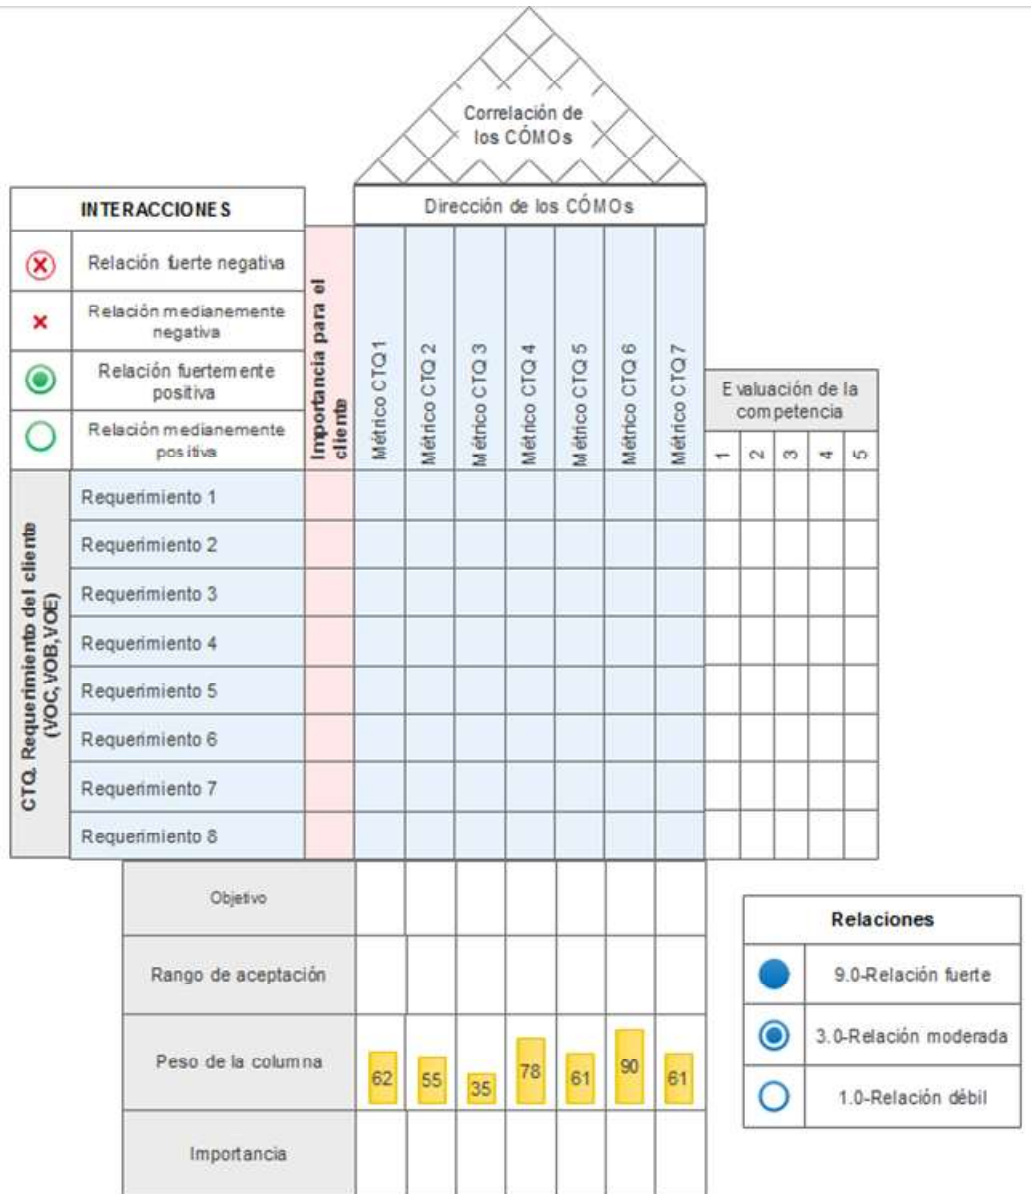 Correlación de
los CÓMOs
Dirección de los CÓMOs
INTERACCIONES
Relación fuerte negativa
Relación medianemente
negativa
Relación fuertemente
positiva
Relación medianemente
positiva
Importancia para el
cliente
Métrico CTQ 1
Métrico CTQ 2
Métrico CTQ 3
Métrico CTQ 4
Métrico CTQ 5
Métrico CTQ 6
Métrico CTQ 7
Evaluación de la
competencia
1 2 3 4 5
CTQ. Requerimiento del cliente
(VOC,VOB,VOE)
Requerimiento 1
Requerimiento 2
Requerimiento 3
Requerimiento 4
Requerimiento 5
Requerimiento 6
Requerimiento 7
Requerimiento 8
Objetivo
Rango de aceptación
Peso de la columna
62 55 35 78 61 90 61
Importancia
Relaciones
9.0-Relación fuerte
3.0-Relación moderada
1.0-Relación débil